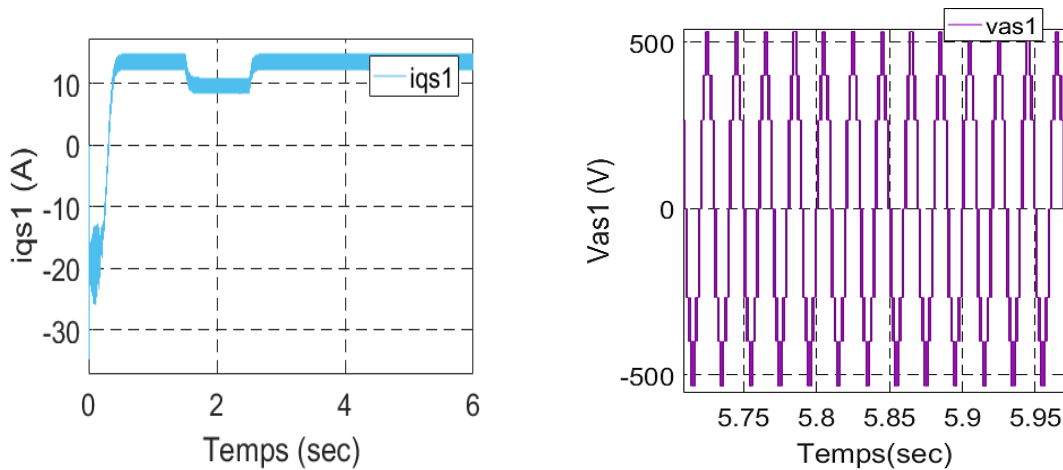 iqs1
10
0
-10
-20
-30
0
2
4
6
iqs1 (A)
Temps (sec)
vas1
500
0
-500
5.75
5.8
5.85
5.9
5.95
Vas1 (V)
Temps(sec)